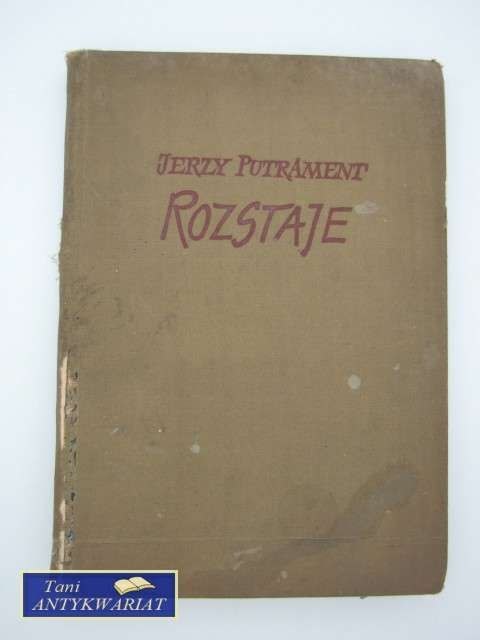 JERZY PUTRAMENT
ROZSTAJE
Tani
ANTYKWARIAT